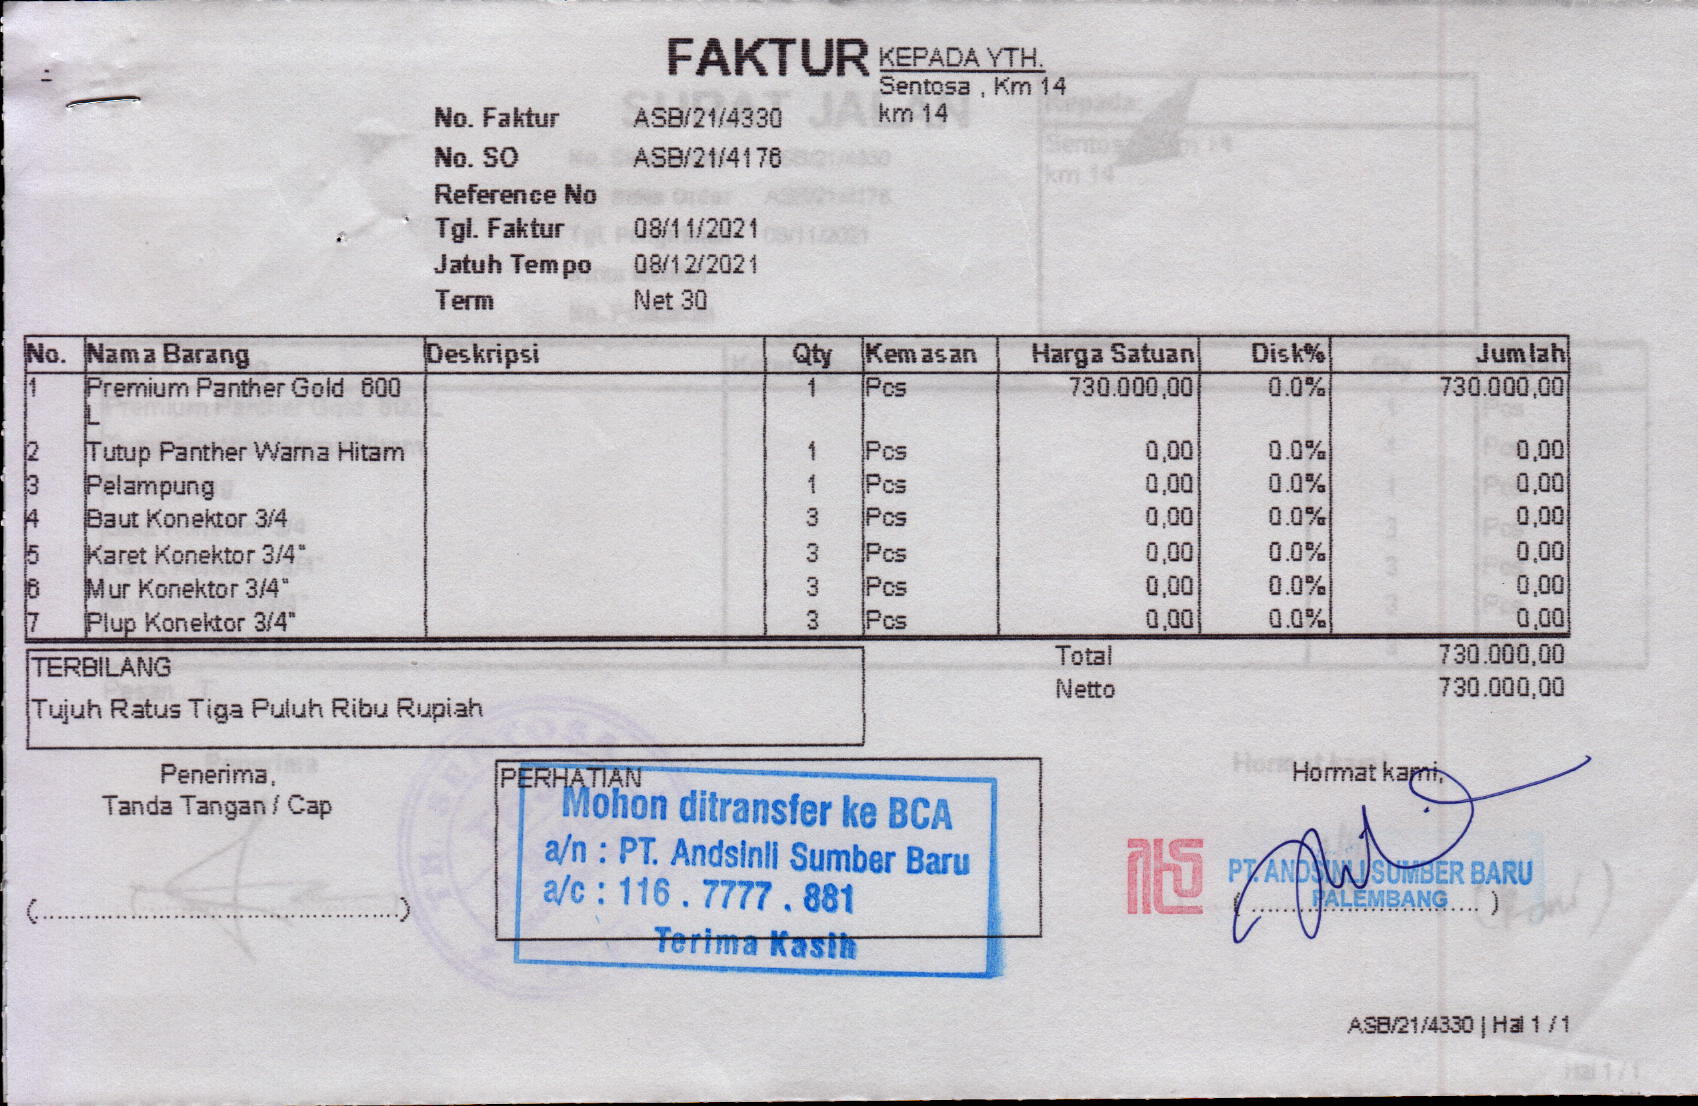 FAKTUR
KEPADA YTH.
Sentosa , Km 14
km 14
No. Faktur ASB/21/4330
No. SO ASB/21/4176
Reference No
Tgl. Faktur 08/11/2021
Jatuh Tempo 08/12/2021
Term Net 30
No. Nama Barang Deskripsi Qty Kemasan Harga Satuan Disk% Jumlah
1 Premium Panther Gold 600 1 Pcs 730.000,00 0.0% 730.000,00
L
2 Tutup Panther Warna Hitam 1 Pcs 0,00 0.0% 0,00
3 Pelampung 1 Pcs 0,00 0.0% 0,00
4 Baut Konektor 3/4 3 Pcs 0,00 0.0% 0,00
5 Karet Konektor 3/4" 3 Pcs 0,00 0.0% 0,00
6 Mur Konektor 3/4" 3 Pcs 0,00 0.0% 0,00
7 Plup Konektor 3/4" 3 Pcs 0,00 0.0% 0,00
Total 730.000,00
Netto 730.000,00
TERBILANG
Tujuh Ratus Tiga Puluh Ribu Rupiah
Penerima,
Tanda Tangan / Cap
(....................................................)
PERHATIAN
Mohon ditransfer ke BCA
a/n : PT. Andsinli Sumber Baru
a/c : 116 . 7777 . 881
Terima Kasih
Hormat kami,
PT. ANDSINLI SUMBER BARU
PALEMBANG
ASB/21/4330 | Hal 1 / 1